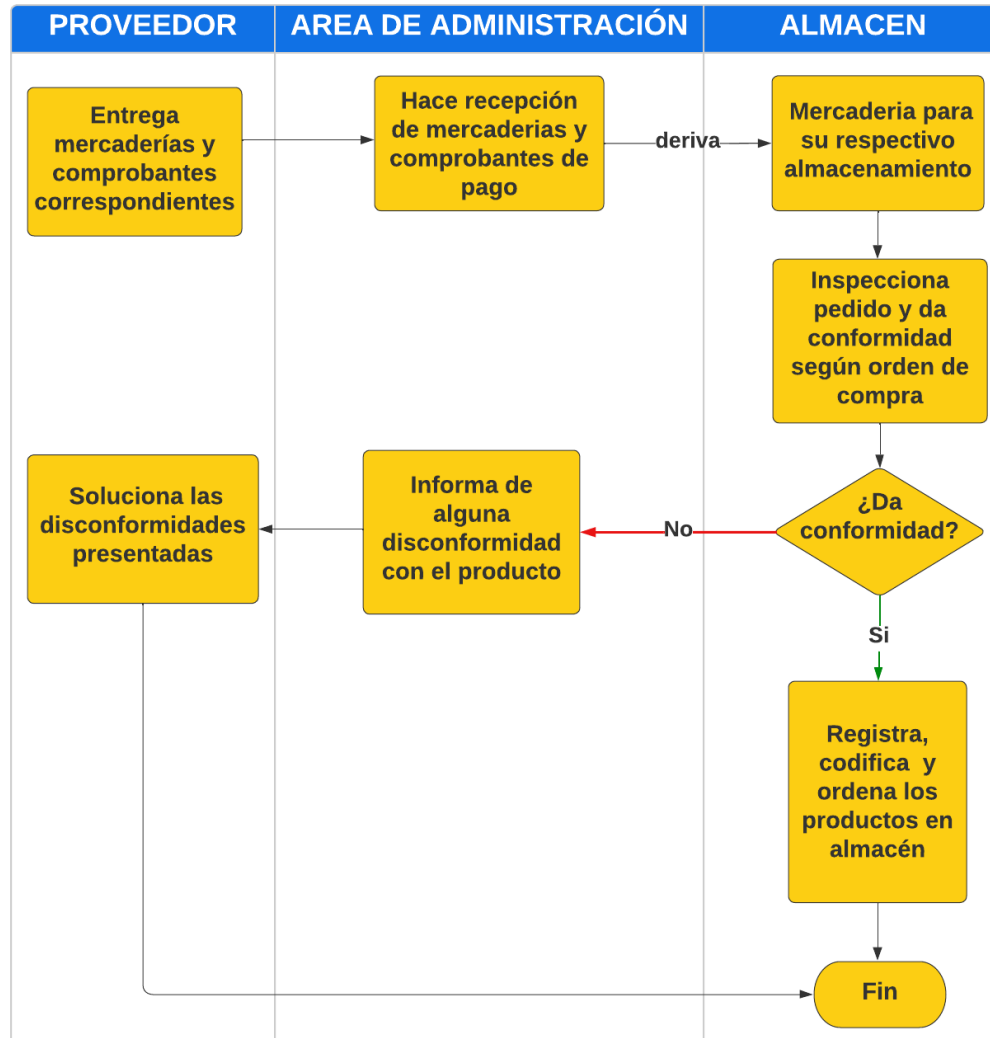 PROVEEDOR
AREA DE ADMINISTRACIÓN
ALMACEN
Entrega
mercaderías y
comprobantes
correspondientes
Hace recepción
de mercaderias y
comprobantes de
pago
deriva
Mercaderia para
su respectivo
almacenamiento
Inspecciona
pedido y da
conformidad
según orden de
compra
¿Da
conformidad?
No
Informa de
alguna
disconformidad
con el producto
Soluciona las
disconformidades
presentadas
Si
Registra,
codifica y
ordena los
productos en
almacén
Fin